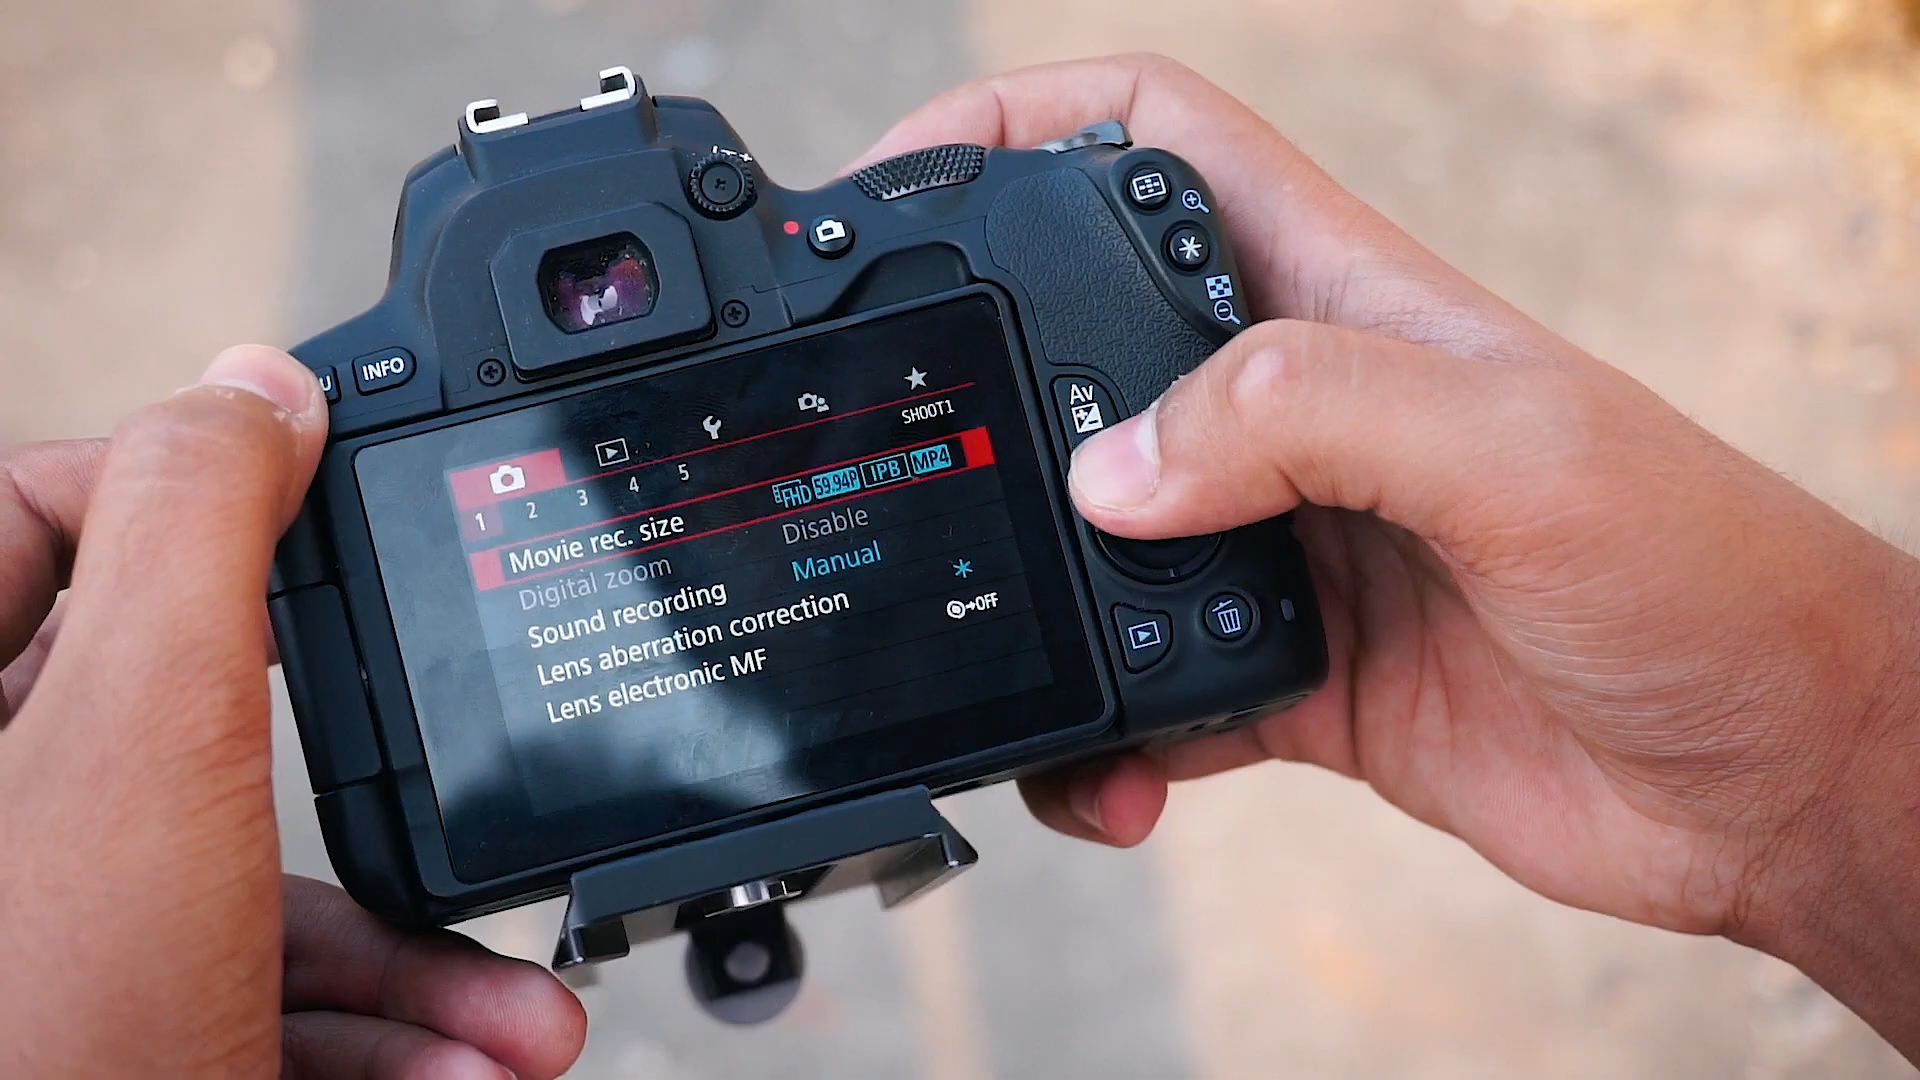 INFO
Av
SHOOT1
1 2 3 4 5
Movie rec. size FHD 59.94P IPB MP4
Digital zoom Disable
Sound recording Manual
Lens aberration correction
Lens electronic MF →OFF